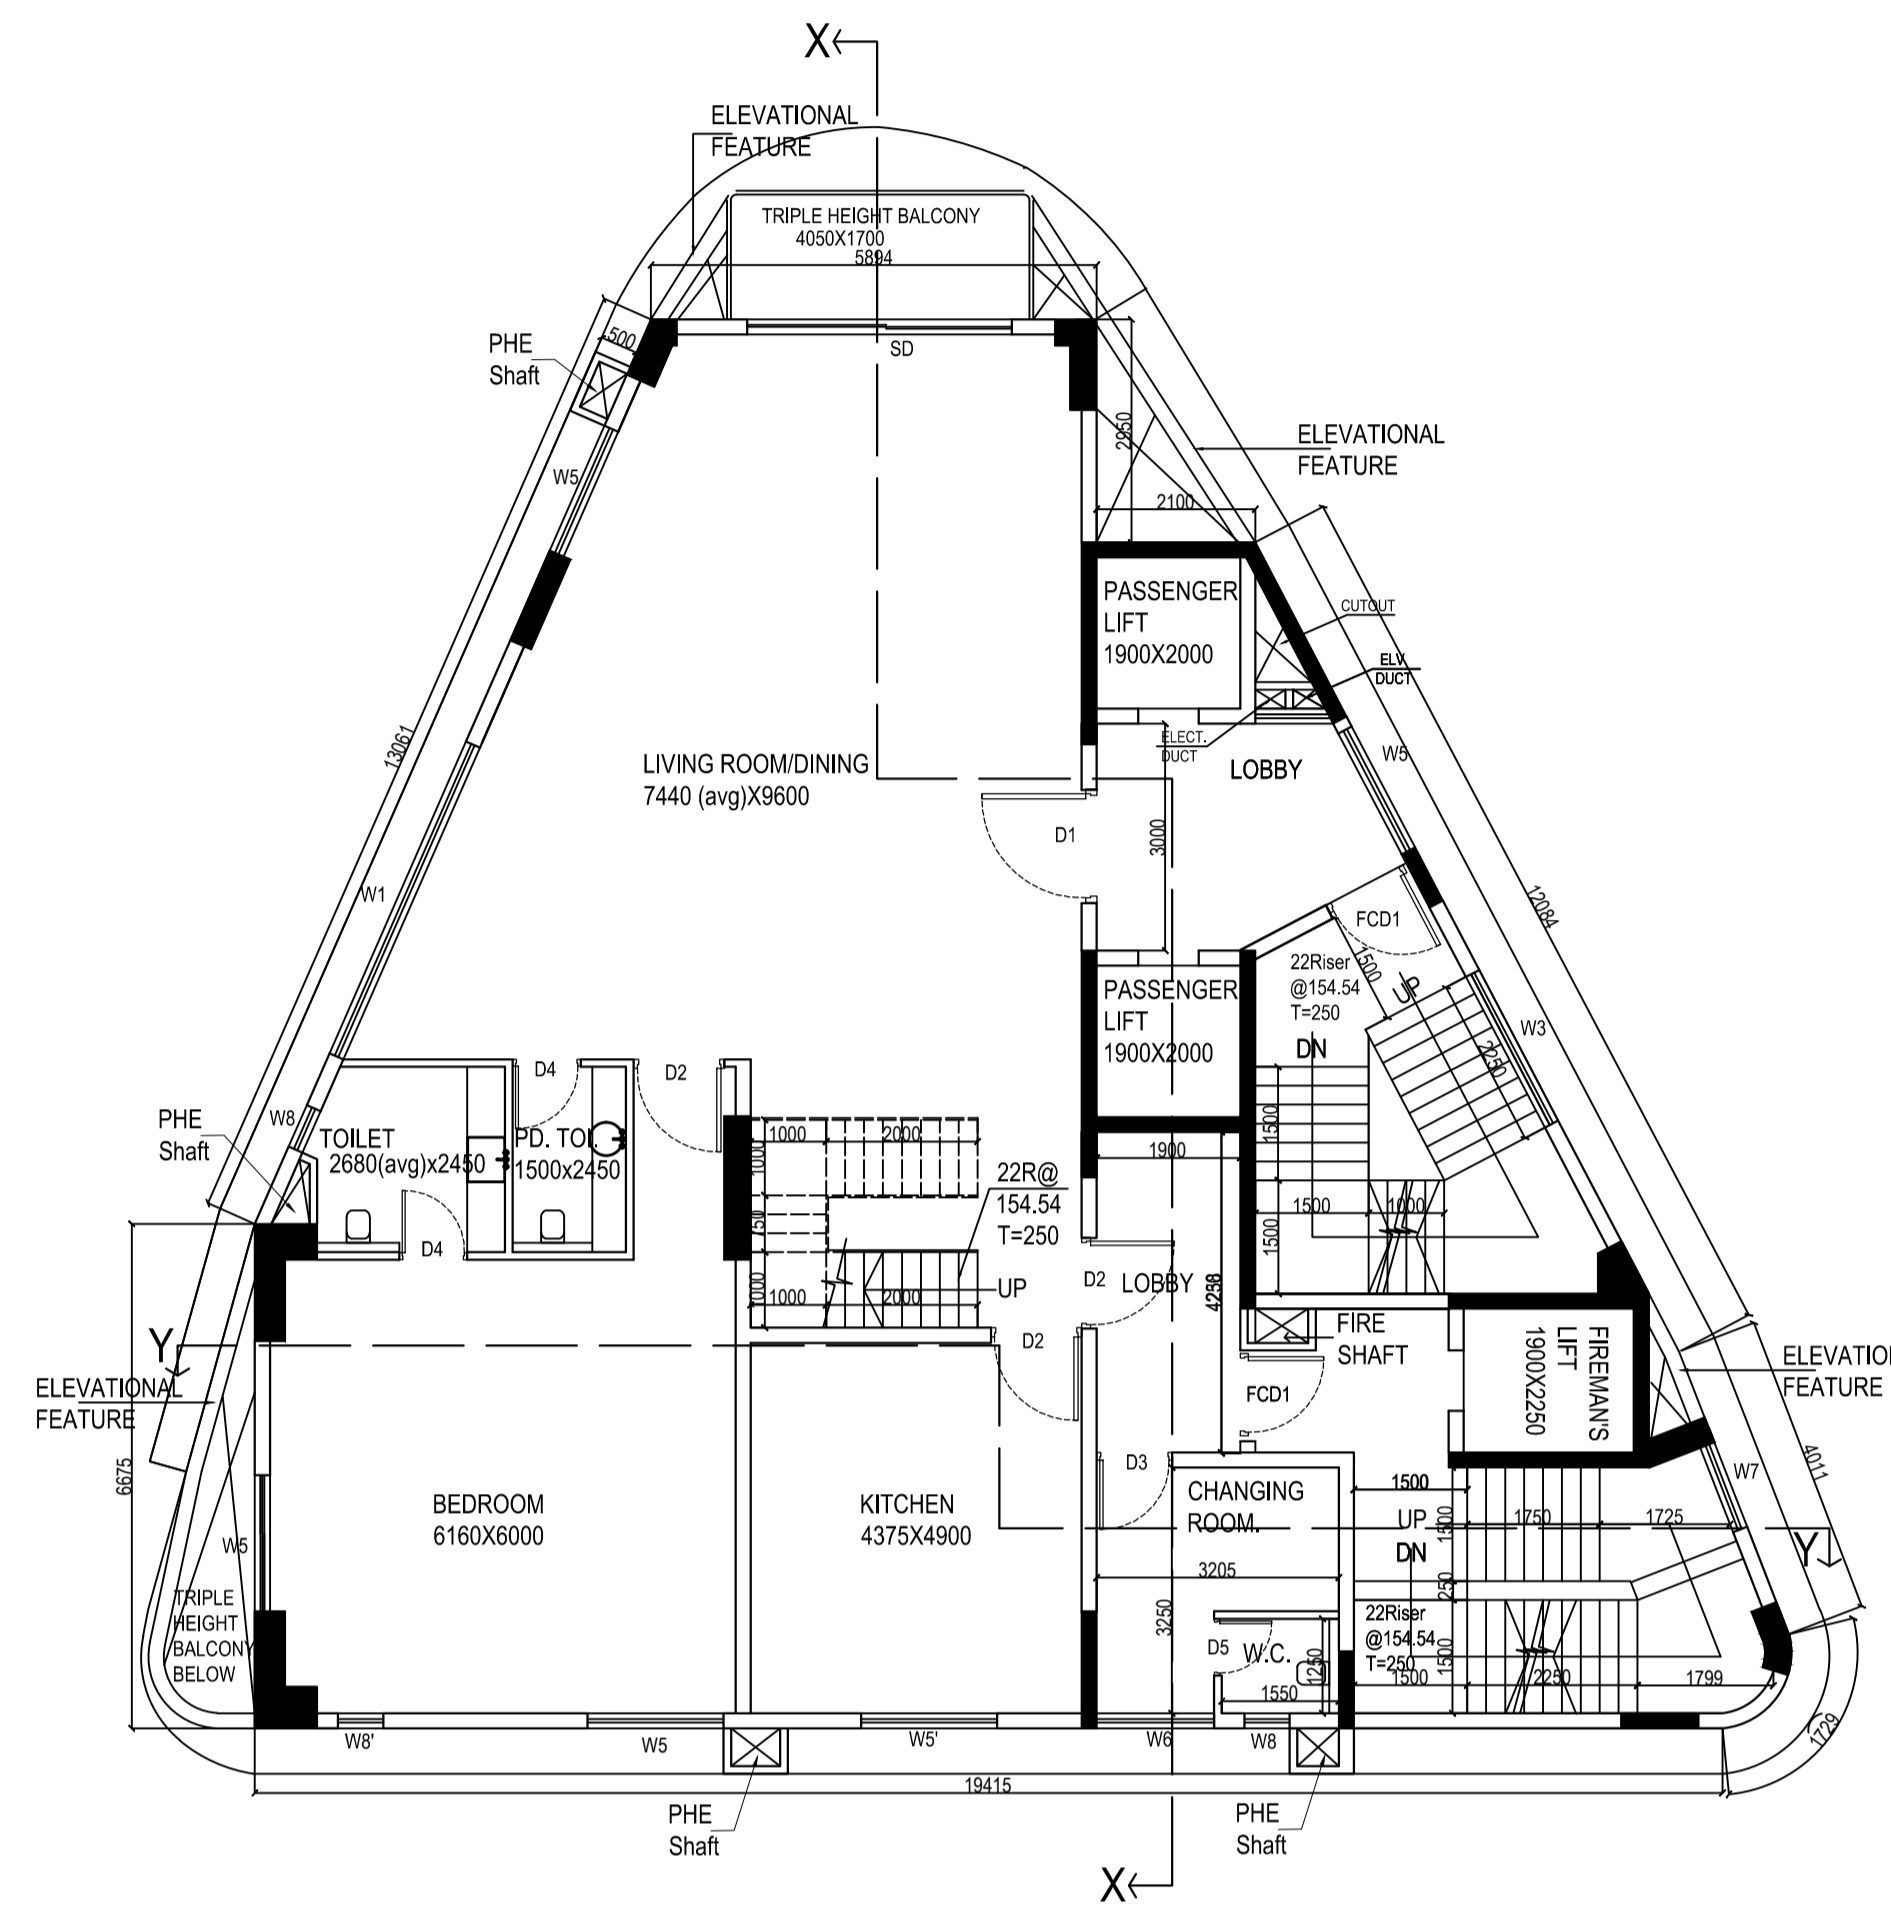 X
ELEVATIONAL
FEATURE
TRIPLE HEIGHT BALCONY
4050X1700
5894
500
PHE
Shaft
SD
2950
ELEVATIONAL
FEATURE
W5
2100
PASSENGER
LIFT
1900X2000
CUTOUT
ELV
DUCT
13061
ELECT.
DUCT
W5
LOBBY
LIVING ROOM/DINING
7440 (avg)X9600
D1
3000
W1
12084
FCD1
22Riser
@154.54
T=250
1500
UP
PASSENGER
LIFT
1900X2000
W3
DN
2250
D4
D2
PHE
Shaft
W8
TOILET
2680(avg)x2450
PD. TOI.
1500x2450
1000
2000
1000
1900
1500
22R@
154.54
T=250
750
1500
1000
1500
D4
D2
LOBBY
4238
1000
UP
1000
2000
FIRE
SHAFT
FIREMAN'S
LIFT
1900X2250
D2
Y
ELEVATIONAL
FEATURE
ELEVATIO
FEATURE
FCD1
6675
D3
4011
W7
BEDROOM
6160X6000
KITCHEN
4375X4900
CHANGING
ROOM.
1500
1750
1725
UP
1500
DN
Y
W5
3205
250
TRIPLE
HEIGHT
BALCONY
BELOW
3250
22Riser
@154.54
T=250
D5
W.C.
1250
1500
1500
2250
1799
1550
W8'
W5
W5'
W6
W8
1729
19415
PHE
Shaft
PHE
Shaft
X